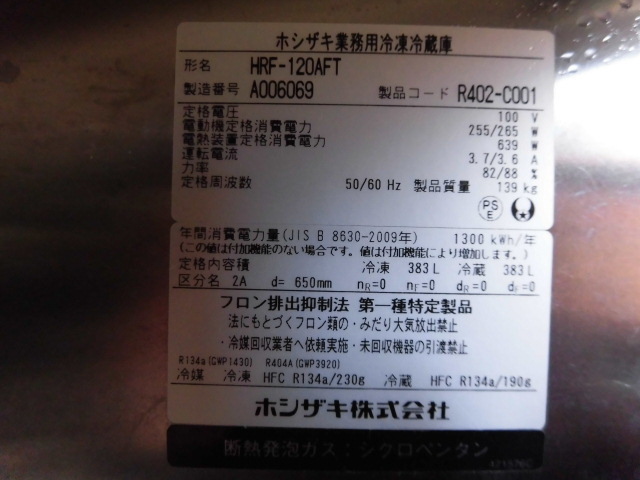 ホシザキ業務用冷凍冷蔵庫
形名 HRF-120AFT
製造番号 A006069 製品コード R402-C001
定格電圧 100 V
電動機定格消費電力 255/265 W
電熱装置定格消費電力 639 W
運転電流 3.7/3.6 A
力率 82/88 %
定格周波数 50/60 Hz 製品質量 139 kg
PS
E
年間消費電力量(JIS B 8630-2009年) 1300 kWh/年
(この値は付加機能のない場合です。値は付加機能により増加します。)
定格内容積 冷凍 383L 冷蔵 383L
区分名 2A d= 650mm nR=0 nF=0 dR=0 dF=0
フロン排出抑制法 第一種特定製品
法にもとづくフロン類の・みだり大気放出禁止
・冷媒回収業者へ依頼実施・未回収機器の引渡禁止
R134a(GWP1430) R404A(GWP3920)
冷媒 冷凍 HFC R134a/230g 冷蔵 HFC R134a/190g
ホシザキ株式会社
断熱発泡ガス:シクロペンタン